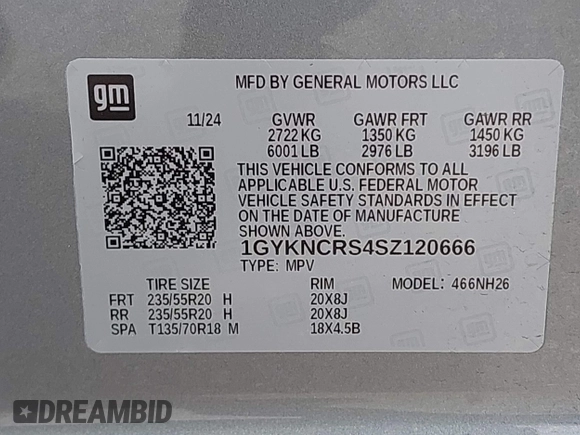 gm
MFD BY GENERAL MOTORS LLC
11/24 GVWR GAWR FRT GAWR RR
2722 KG 1350 KG 1450 KG
6001 LB 2976 LB 3196 LB
THIS VEHICLE CONFORMS TO ALL
APPLICABLE U.S. FEDERAL MOTOR
VEHICLE SAFETY STANDARDS IN EFFECT
ON THE DATE OF MANUFACTURE
SHOWN ABOVE.
1GYKNCRS4SZ120666
TYPE: MPV
TIRE SIZE RIM MODEL: 466NH26
FRT 235/55R20 H 20X8J
RR 235/55R20 H 20X8J
SPA T135/70R18 M 18X4.5B
DREAMBID